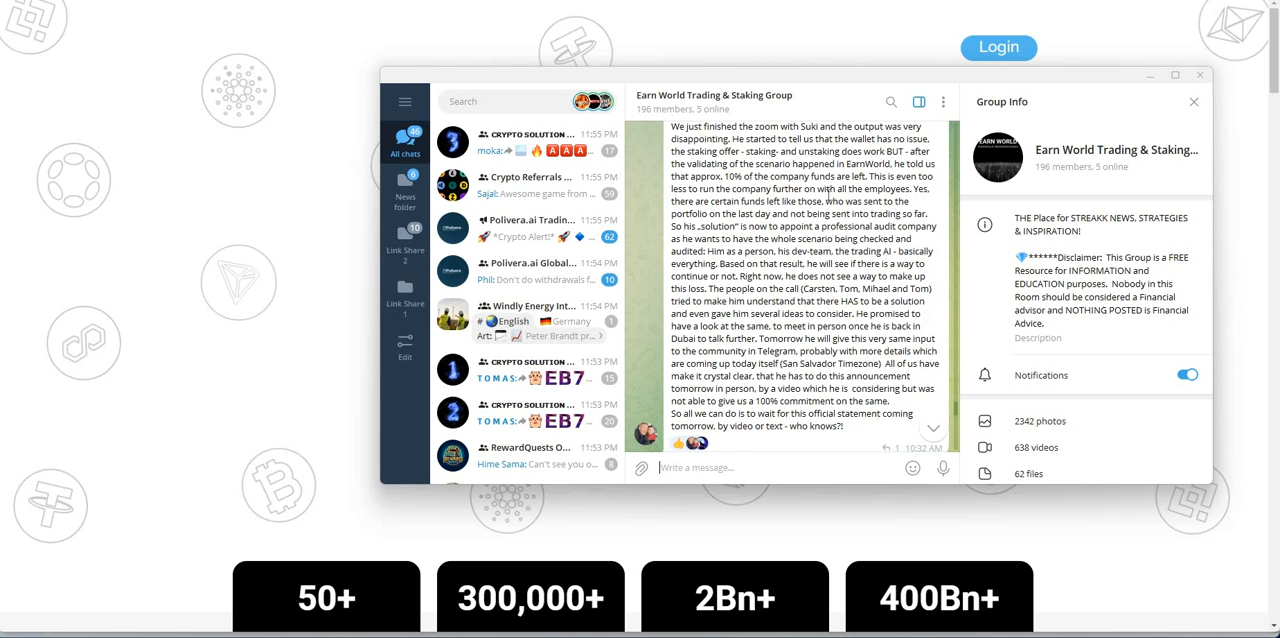 Login
Search
All chats
46
News
folder
6
Link Share
2
10
Link Share
1
Edit
CRYPTO SOLUTION ... 11:55 PM
moka: AAA... 17
Crypto Referrals ... 11:55 PM
Sajal: Awesome game from ... 59
Polivera.ai Tradin... 11:55 PM
🚀 *Crypto Alert!* 🚀 🔹 ... 62
Polivera.ai Global... 11:54 PM
Phil: Don't do withdrawals f... 10
Windly Energy Int... 11:54 PM
# English Germany 1
Art: Peter Brandt pr... >
CRYPTO SOLUTION ... 11:53 PM
T O M A S: EB7... 15
CRYPTO SOLUTION ... 11:53 PM
T O M A S: EB7... 20
RewardQuests O... 11:53 PM
Hime Sama: Can't see you o... 8
Earn World Trading & Staking Group
196 members, 5 online
We just finished the zoom with Suki and the output was very
disappointing. He started to tell us that the wallet has no issue,
the staking offer - staking- and unstaking does work BUT - after
the validating of the scenario happened in EarnWorld, he told us
that approx. 10% of the company funds are left. This is even too
less to run the company further on with all the employees. Yes,
there are certain funds left like those, who was sent to the
portfolio on the last day and not being sent into trading so far.
So his „solution" is now to appoint a professional audit company
as he wants to have the whole scenario being checked and
audited: Him as a person, his dev-team, the trading AI - basically
everything. Based on that result, he will see if there is a way to
continue or not. Right now, he does not see a way to make up
this loss. The people on the call (Carsten, Tom, Mihael and Tom)
tried to make him understand that there HAS to be a solution
and even gave him several ideas to consider. He promised to
have a look at the same, to meet in person once he is back in
Dubai to talk further. Tomorrow he will give this very same input
to the community in Telegram, probably with more details which
are coming up today itself (San Salvador Timezone) All of us have
make it crystal clear, that he has to do this announcement
tomorrow in person, by a video which he is considering but was
not able to give us a 100% commitment on the same.
So all we can do is to wait for this official statement coming
tomorrow, by video or text - who knows?!
1 10:32 AM
Write a message...
Group Info
EARN WORLD
Earn World Trading & Staking...
196 members, 5 online
THE Place for STREAKK NEWS, STRATEGIES
& INSPIRATION!
💎******Disclaimer: This Group is a FREE
Resource for INFORMATION and
EDUCATION purposes. Nobody in this
Room should be considered a Financial
advisor and NOTHING POSTED is Financial
Advice.
Description
Notifications
2342 photos
638 videos
62 files
50+
300,000+
2Bn+
400Bn+